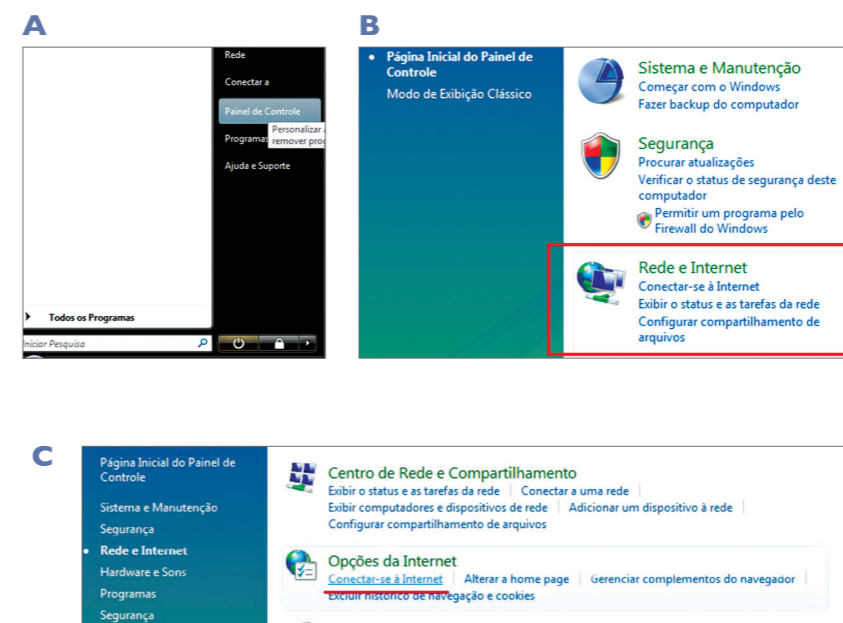 A
Rede
Conectar a
Painel de Controle
Personalizar
Programas
remover prog
Ajuda e Suporte
Todos os Programas
Iniciar Pesquisa
B
Página Inicial do Painel de
Controle
Modo de Exibição Clássico
Sistema e Manutenção
Começar com o Windows
Fazer backup do computador
Segurança
Procurar atualizações
Verificar o status de segurança deste
computador
Permitir um programa pelo
Firewall do Windows
Rede e Internet
Conectar-se à Internet
Exibir o status e as tarefas da rede
Configurar compartilhamento de
arquivos
C
Página Inicial do Painel de
Controle
Sistema e Manutenção
Segurança
Rede e Internet
Hardware e Sons
Programas
Segurança
Centro de Rede e Compartilhamento
Exibir o status e as tarefas da rede Conectar a uma rede
Exibir computadores e dispositivos de rede Adicionar um dispositivo à rede
Configurar compartilhamento de arquivos
Opções da Internet
Conectar-se à Internet Alterar a home page Gerenciar complementos do navegador
Excluir histórico de navegação e cookies